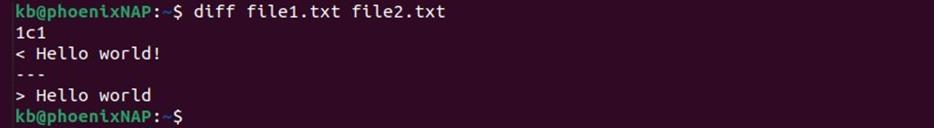 kb@phoenixNAP:~$ diff file1.txt file2.txt
1c1
< Hello world!
---
> Hello world
kb@phoenixNAP:~$